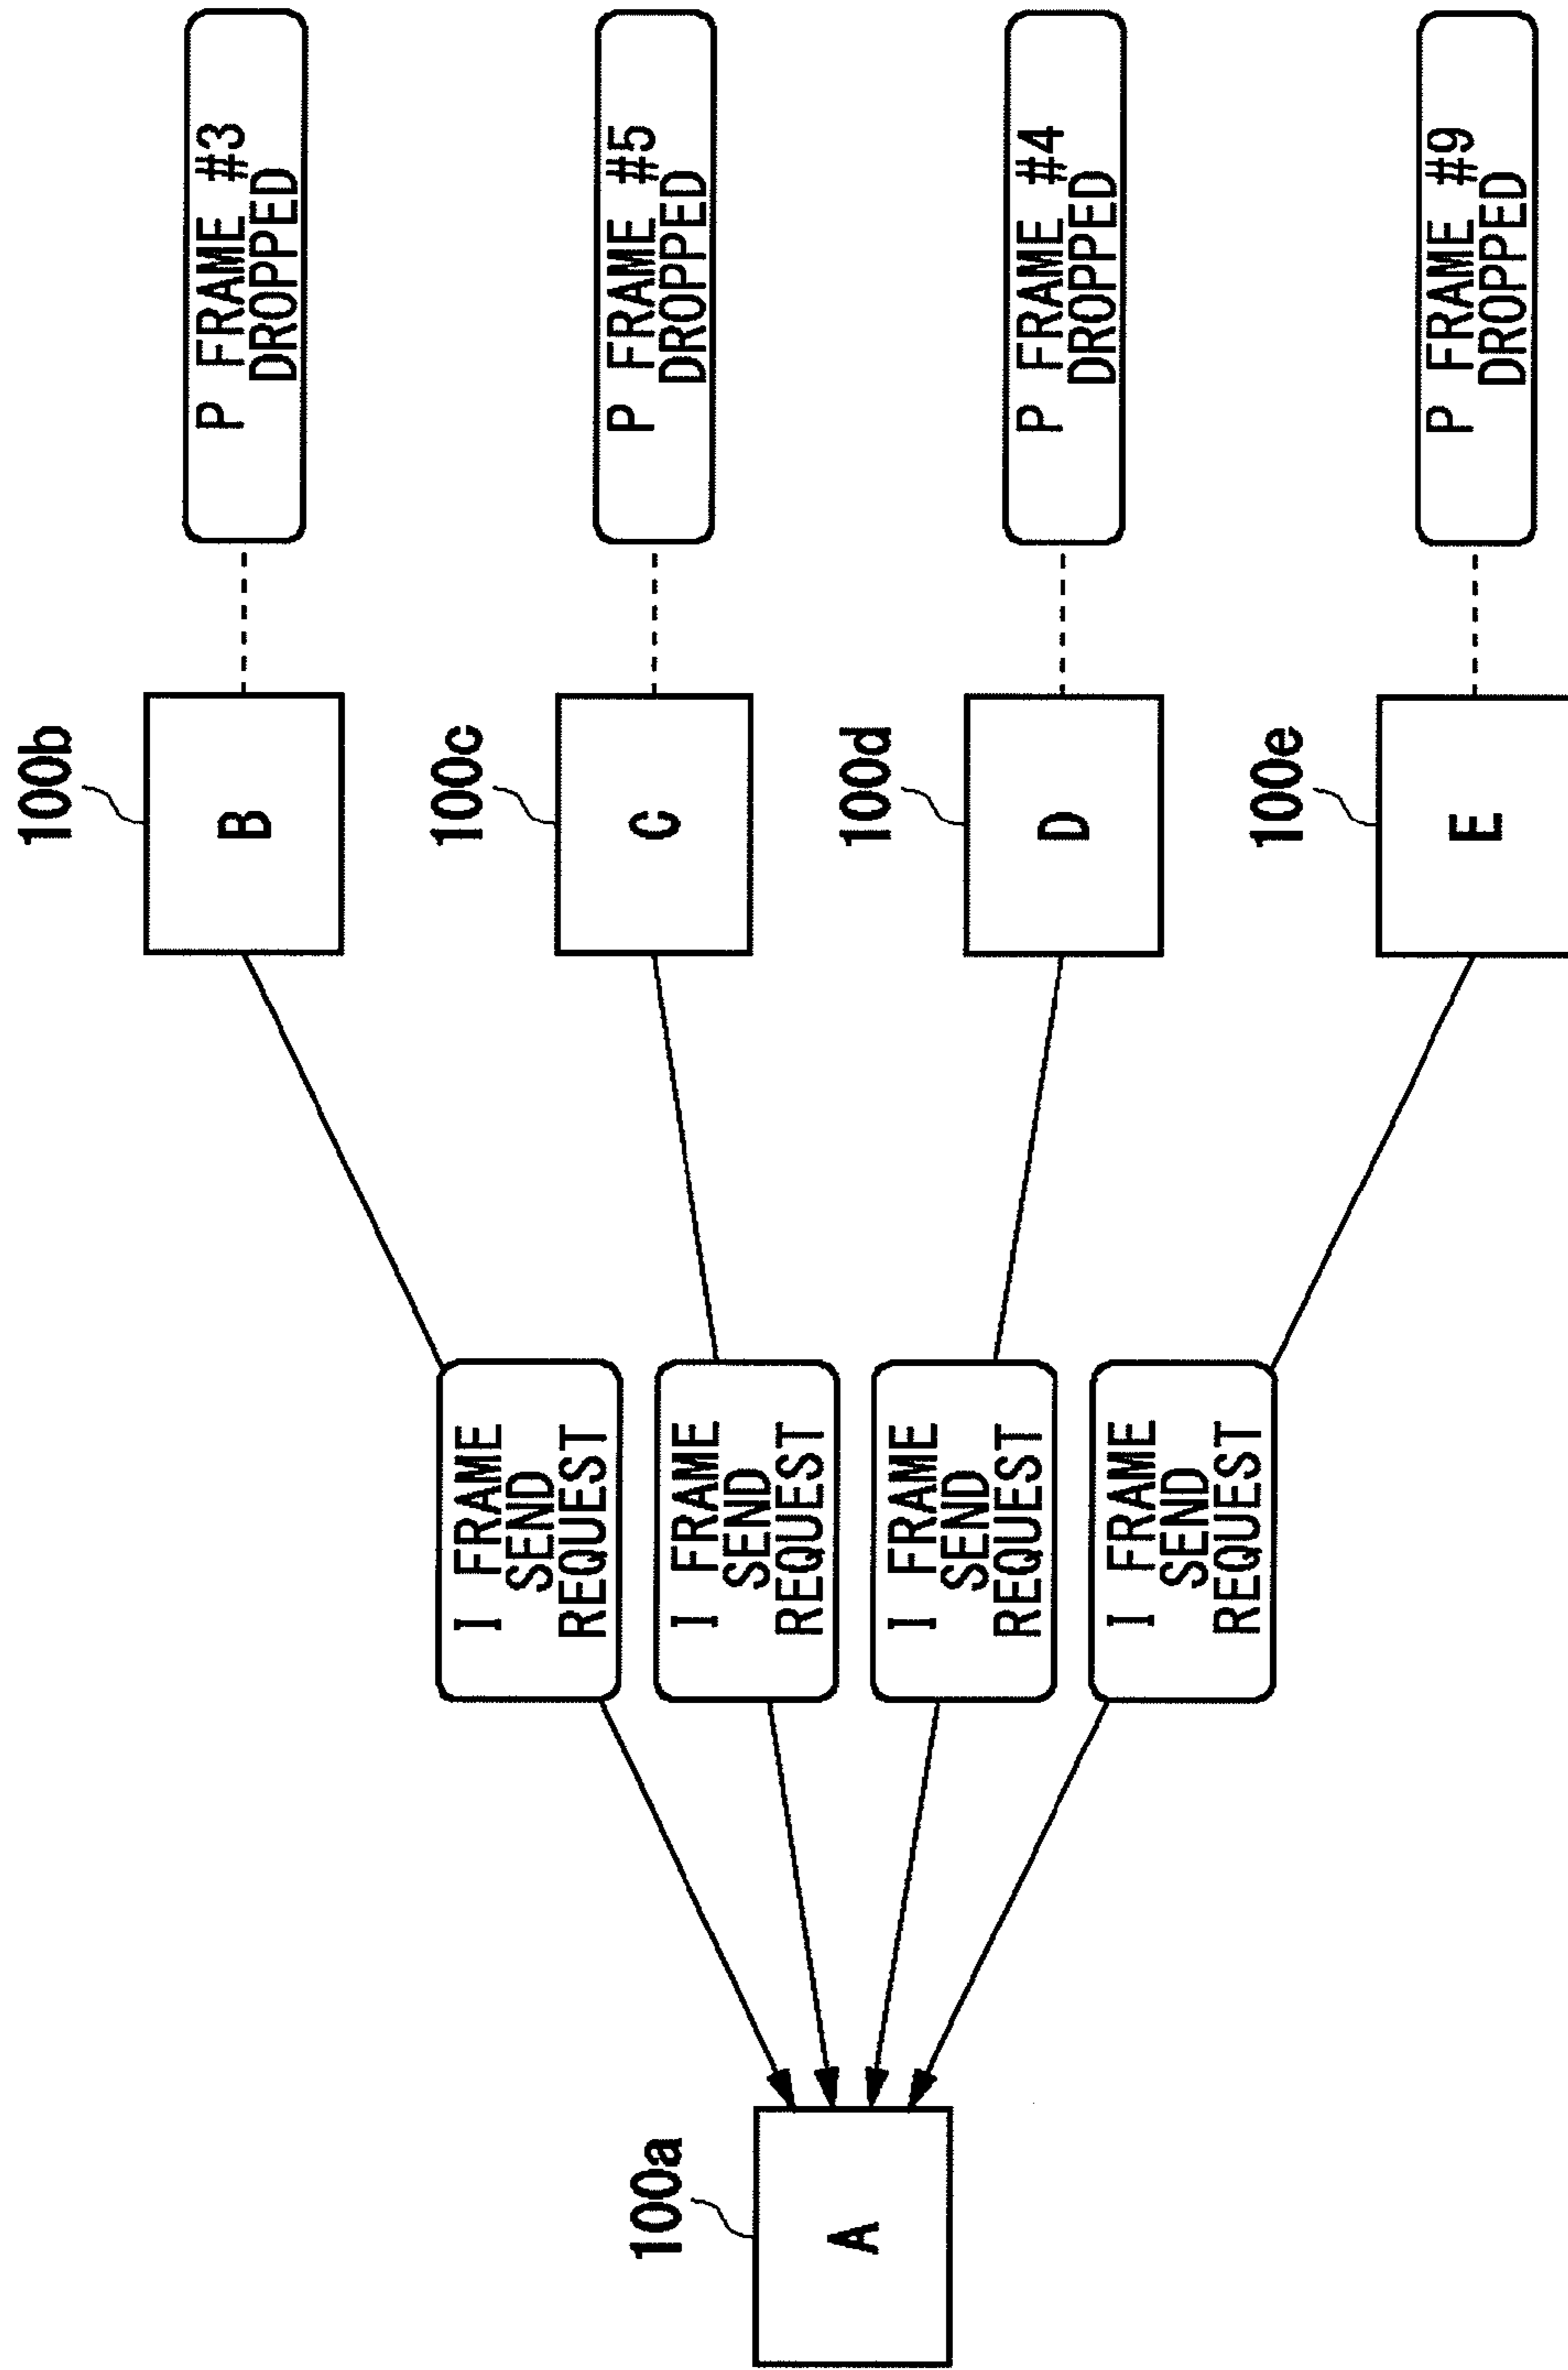 100a
A
I FRAME
SEND
REQUEST
I FRAME
SEND
REQUEST
I FRAME
SEND
REQUEST
I FRAME
SEND
REQUEST
100b
B
P FRAME #3
DROPPED
100c
C
P FRAME #5
DROPPED
100d
D
P FRAME #4
DROPPED
100e
E
P FRAME #9
DROPPED